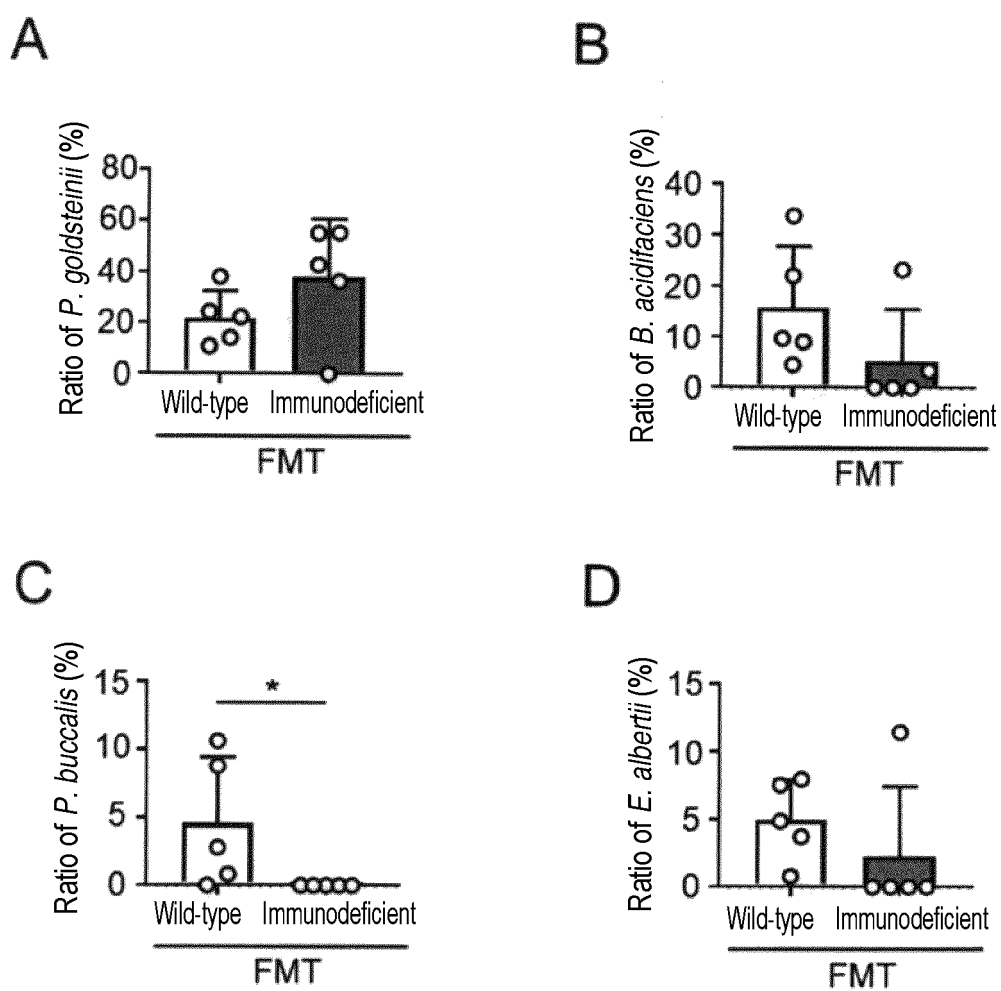 A
Ratio of P. goldsteinii (%)
80
60
40
20
0
Wild-type Immunodeficient
FMT
B
Ratio of B. acidifaciens (%)
40
30
20
10
0
Wild-type Immunodeficient
FMT
C
Ratio of P. buccalis (%)
15
10
5
0
*
Wild-type Immunodeficient
FMT
D
Ratio of E. albertii (%)
15
10
5
0
Wild-type Immunodeficient
FMT